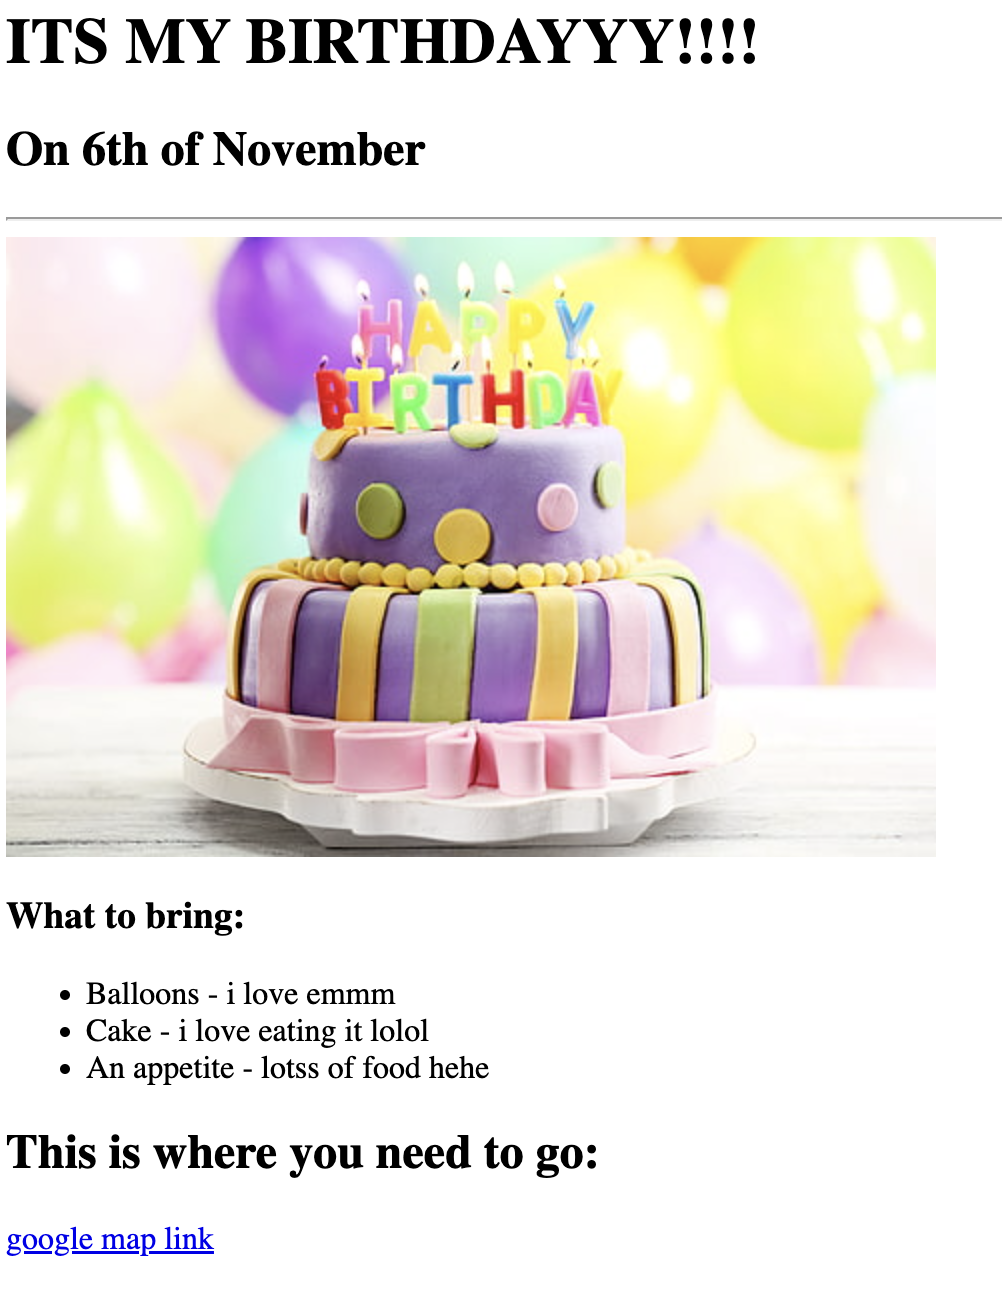 ITS MY BIRTHDAYYY!!!!
On 6th of November
HAPPY
BIRTHDAY
What to bring:
Balloons - i love emmm
Cake - i love eating it lolol
An appetite - lotss of food hehe
This is where you need to go:
google map link